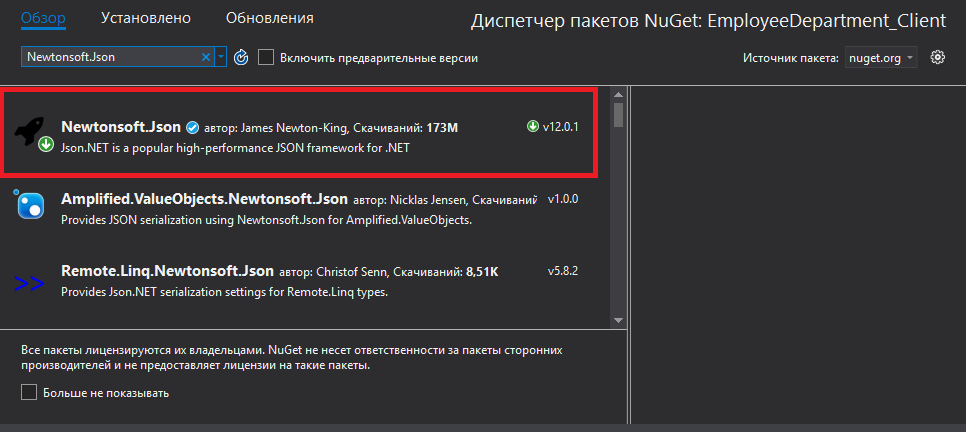 Обзор Установлено Обновления
Диспетчер пакетов NuGet: EmployeeDepartment_Client
Newtonsoft.Json
Включить предварительные версии
Источник пакета: nuget.org
Newtonsoft.Json автор: James Newton-King, Скачиваний: 173M v12.0.1
Json.NET is a popular high-performance JSON framework for .NET
Amplified.ValueObjects.Newtonsoft.Json автор: Nicklas Jensen, Скачиваний v1.0.0
Provides JSON serialization using Newtonsoft.Json for Amplified.ValueObjects.
Remote.Linq.Newtonsoft.Json автор: Christof Senn, Скачиваний: 8,51K v5.8.2
Provides Json.NET serialization settings for Remote.Linq types.
Все пакеты лицензируются их владельцами. NuGet не несет ответственности за пакеты сторонних
производителей и не предоставляет лицензии на такие пакеты.
Больше не показывать